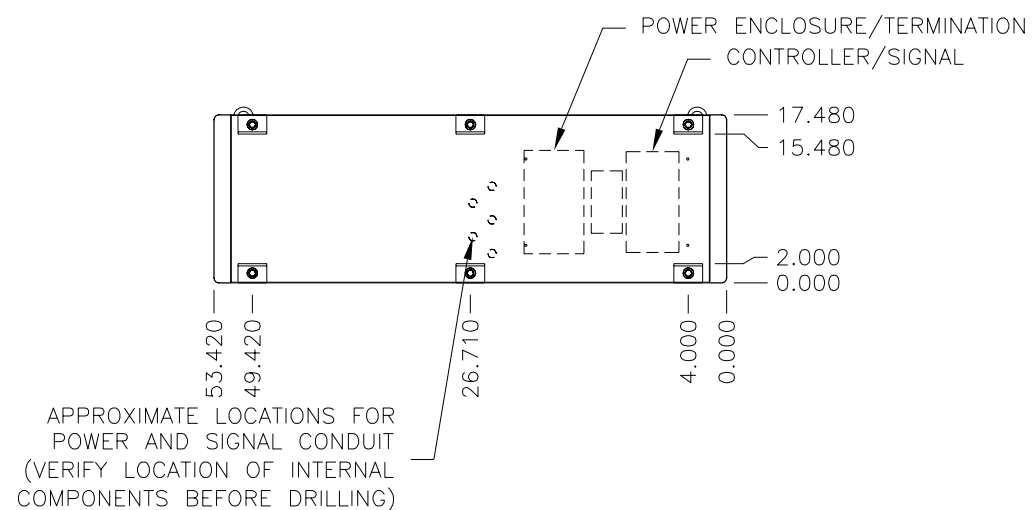 POWER ENCLOSURE/TERMINATION
CONTROLLER/SIGNAL
17.480
15.480
2.000
0.000
53.420
49.420
26.710
4.000
0.000
APPROXIMATE LOCATIONS FOR
POWER AND SIGNAL CONDUIT
(VERIFY LOCATION OF INTERNAL
COMPONENTS BEFORE DRILLING)